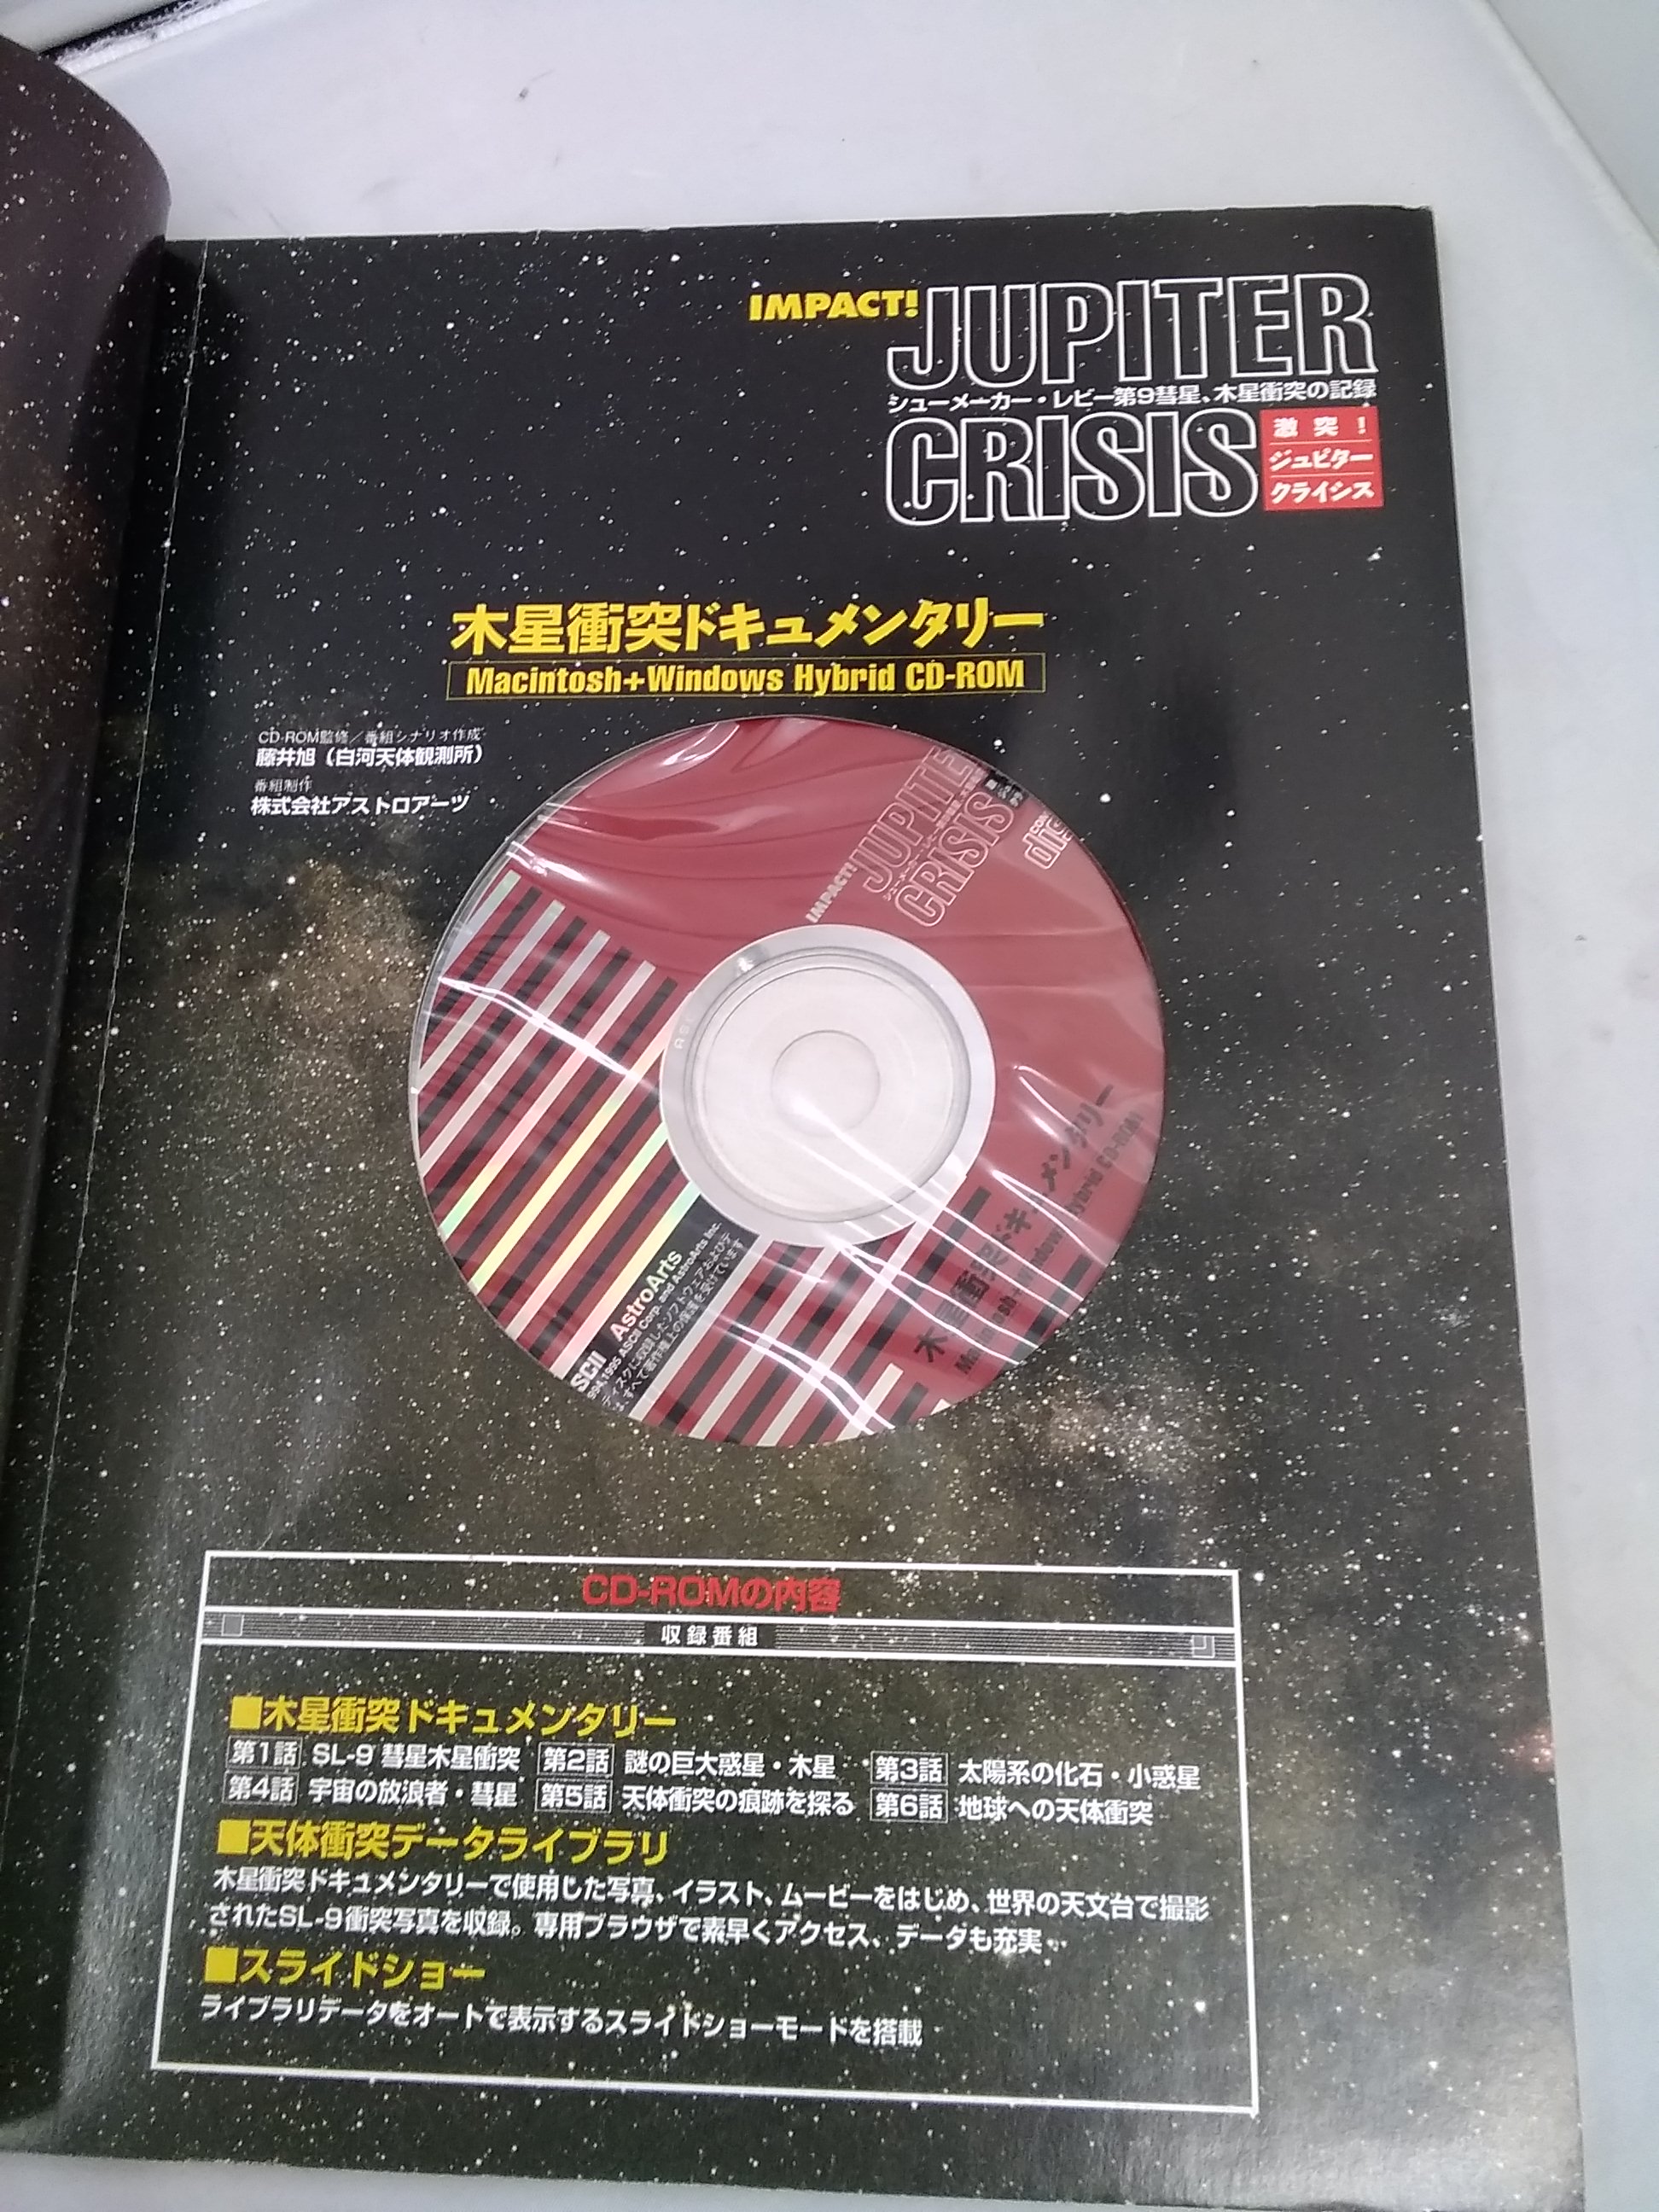 IMPACT!
JUPITER
シューメーカー・レビー第9彗星、木星衝突の記録
CRISIS
激突!
ジュピター
クライシス
木星衝突ドキュメンタリー
Macintosh+Windows Hybrid CD-ROM
CD-ROM監修／番組シナリオ作成
藤井旭（白河天体観測所）
番組制作
株式会社アストロアーツ
IMPACT!
CRISIS
AstroArts
1995 ASCII Corp. and AstroArts Inc.
CD-ROMの内容
収録番組
■木星衝突ドキュメンタリー
第1話 SL-9 彗星木星衝突 第2話 謎の巨大惑星・木星 第3話 太陽系の化石・小惑星
第4話 宇宙の放浪者・彗星 第5話 天体衝突の痕跡を探る 第6話 地球への天体衝突
■天体衝突データライブラリ
木星衝突ドキュメンタリーで使用した写真、イラスト、ムービーをはじめ、世界の天文台で撮影
されたSL-9衝突写真を収録。専用ブラウザで素早くアクセス、データも充実
■スライドショー
ライブラリデータをオートで表示するスライドショーモードを搭載